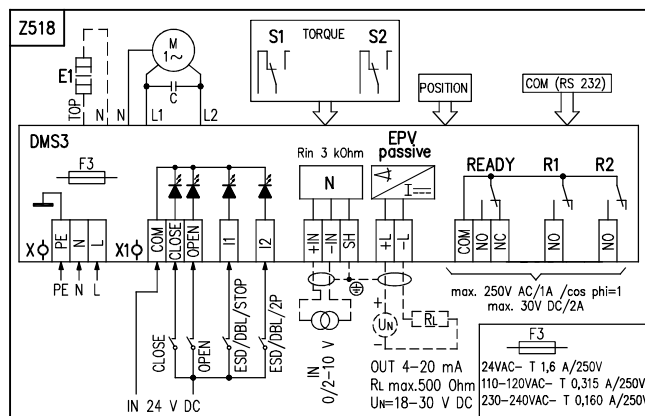 Z518
E1
TOP
N
N
M
1~
C
L1
L2
S1
TORQUE
S2
POSITION
COM (RS 232)
DMS3
F3
Rin 3 kOhm
N
EPV
passive
I
READY
R1
R2
X
PE
N
L
X1
COM
CLOSE
OPEN
I1
I2
+IN
-IN
SH
+L
-L
COM
NO
NC
NO
NO
PE
N
L
CLOSE
OPEN
ESD/DBL/STOP
ESD/DBL/2P
IN 24 V DC
IN
0/2-10 V
+
UN
-
RL
OUT 4-20 mA
RL max.500 Ohm
UN=18-30 V DC
max. 250V AC/1A /cos phi=1
max. 30V DC/2A
F3
24VAC- T 1,6 A/250V
110-120VAC- T 0,315 A/250V
230-240VAC- T 0,160 A/250V